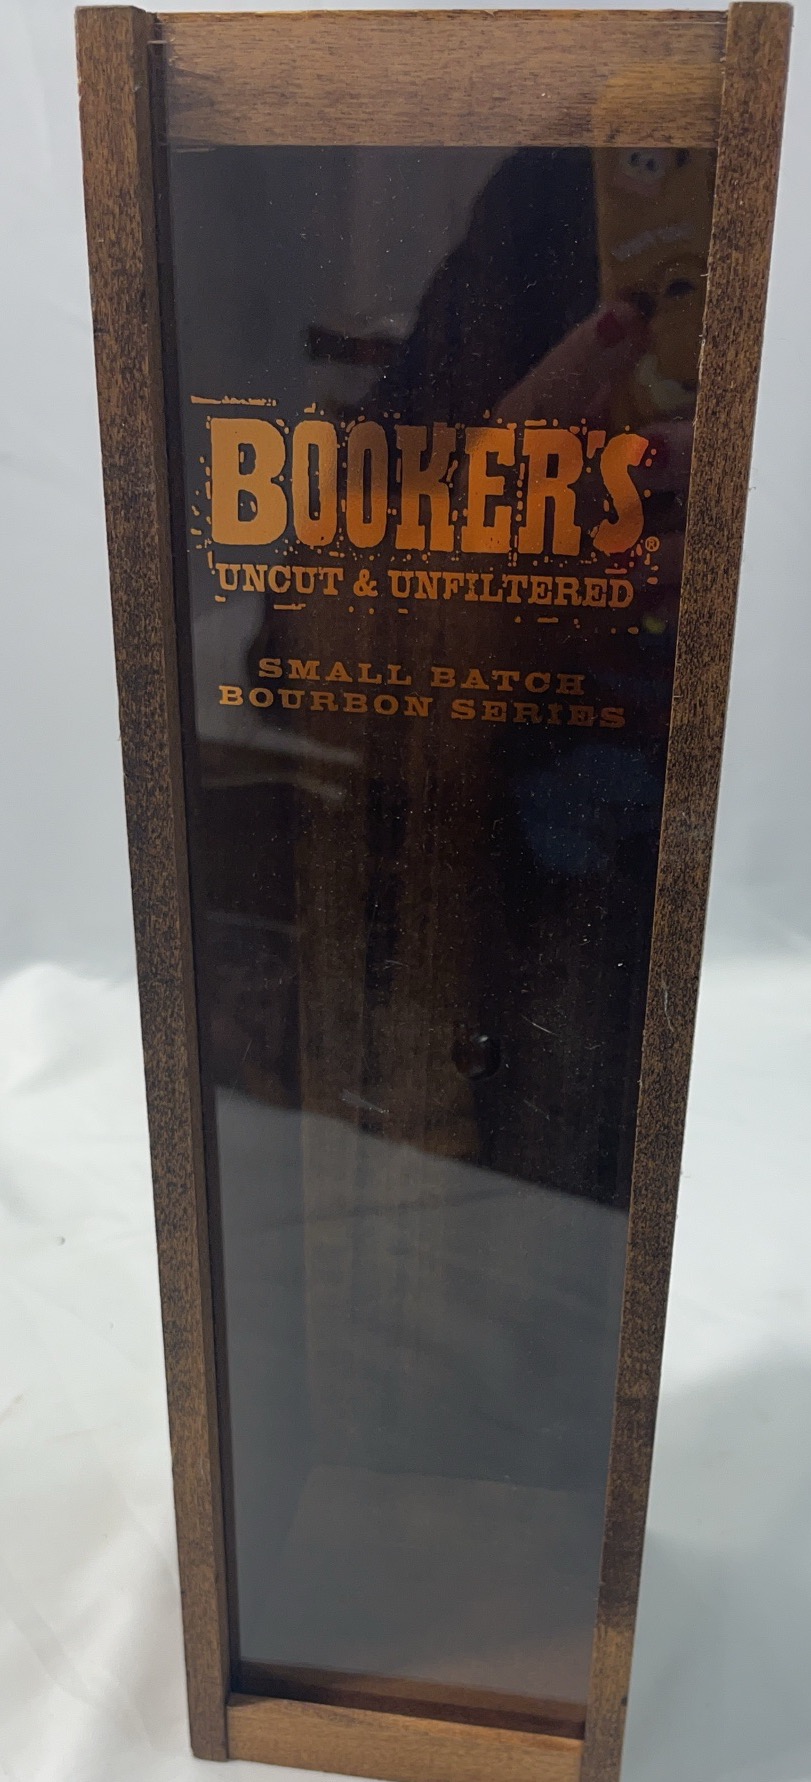 BOOKER'S®
UNCUT & UNFILTERED
SMALL BATCH
BOURBON SERIES